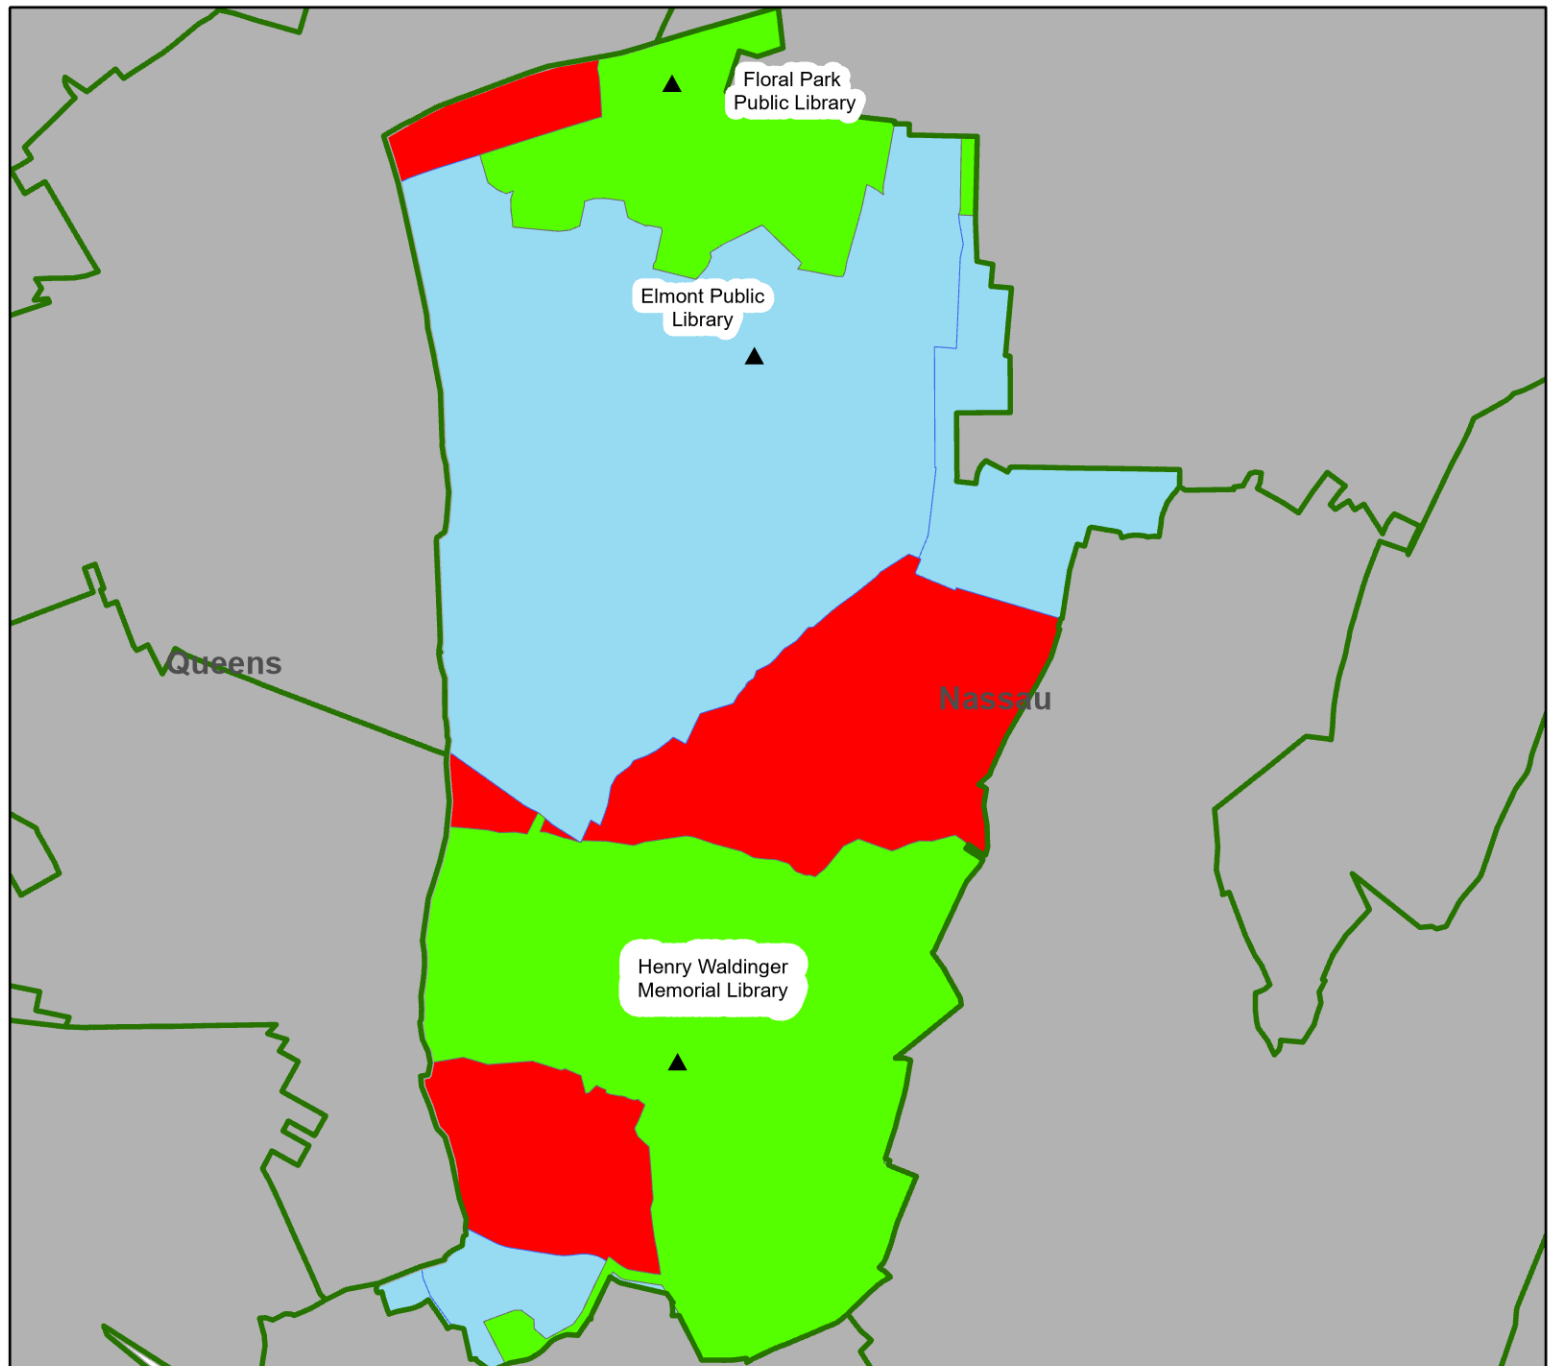 Floral Park
Public Library
Elmont Public
Library
Queens
Nassau
Henry Waldinger
Memorial Library